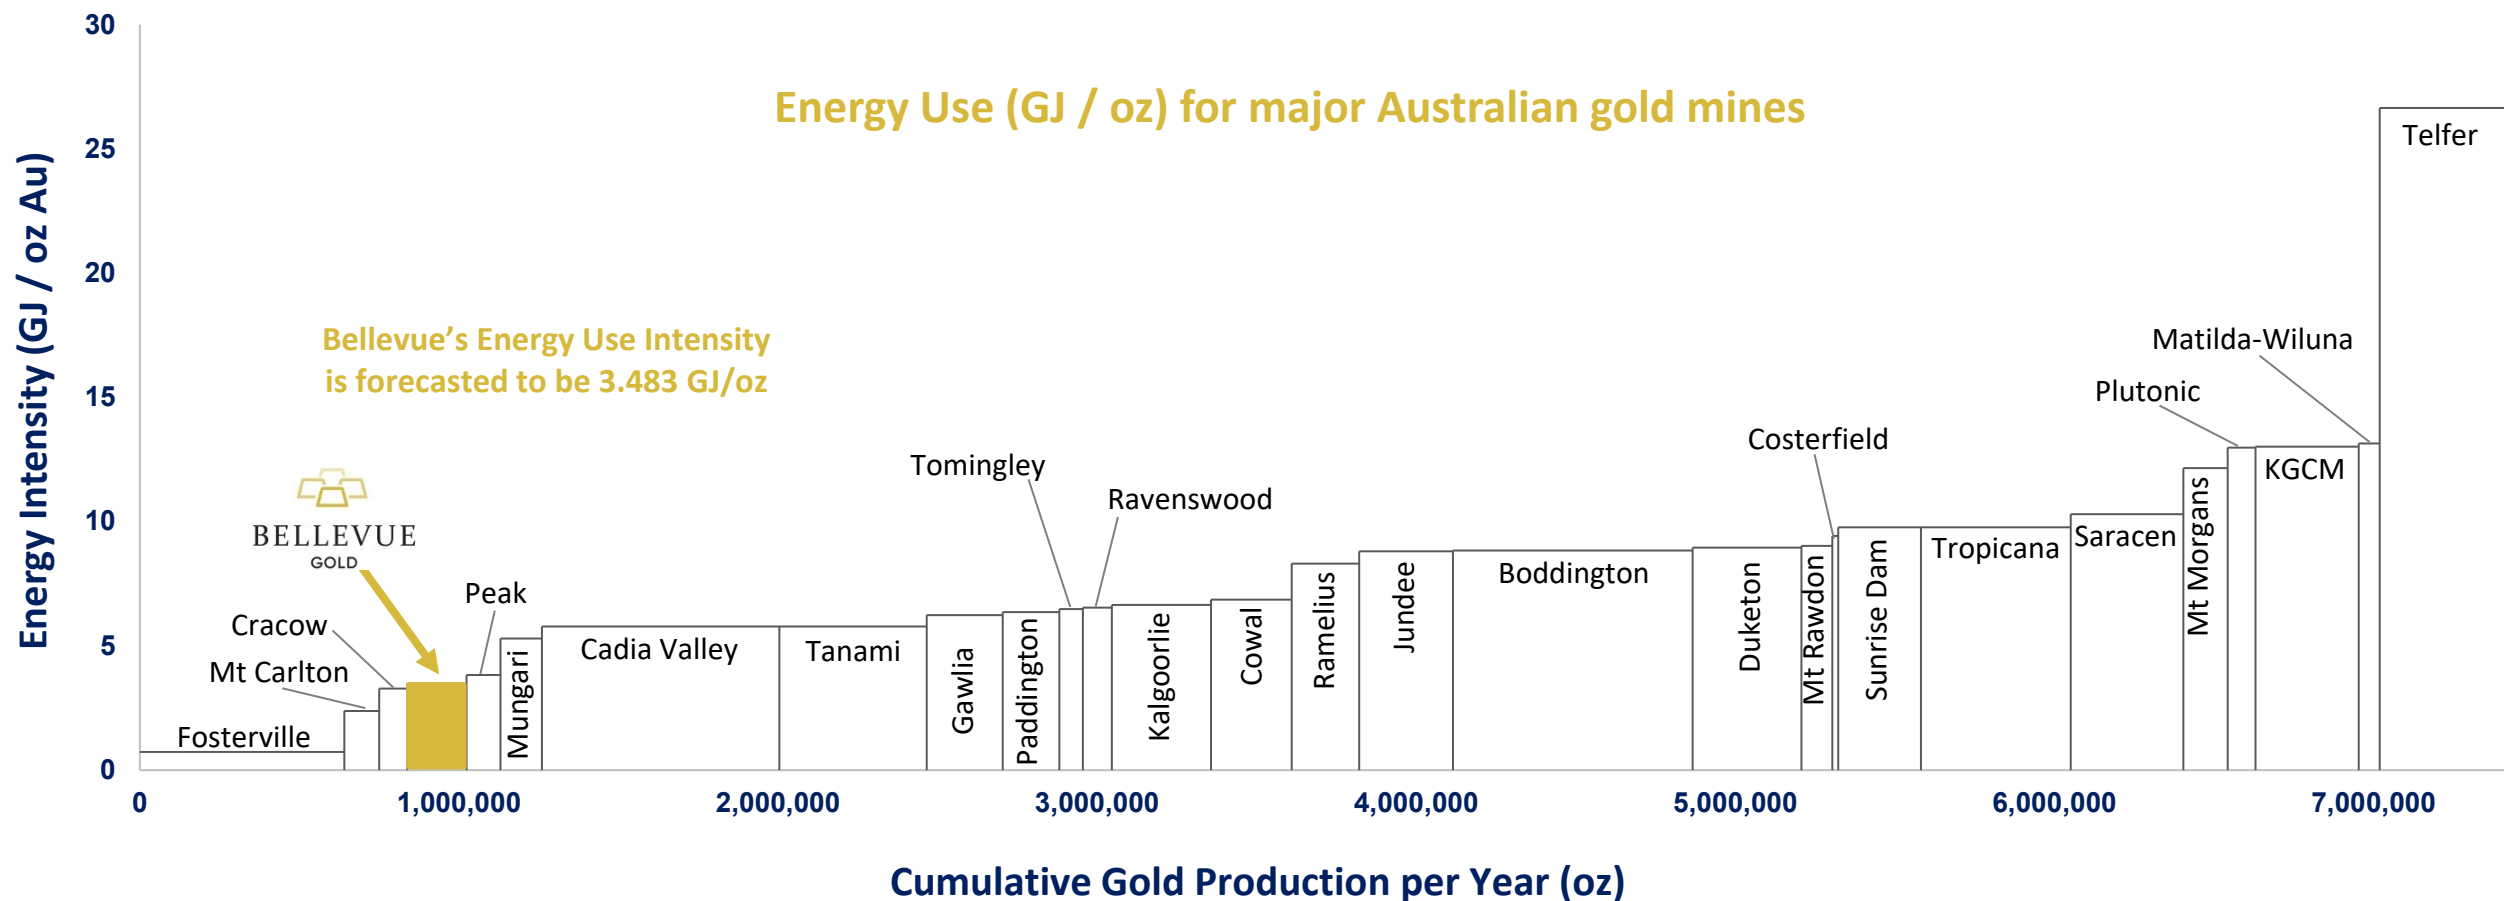 Energy Use (GJ / oz) for major Australian gold mines
Energy Intensity (GJ / oz Au)
30
25
20
15
10
5
0
Bellevue’s Energy Use Intensity
is forecasted to be 3.483 GJ/oz
BELLEVUE
GOLD
Fosterville
Mt Carlton
Cracow
Peak
Mungari
Cadia Valley
Tanami
Gawlia
Paddington
Tomingley
Ravenswood
Kalgoorlie
Cowal
Ramelius
Jundee
Boddington
Duketon
Mt Rawdon
Costerfield
Sunrise Dam
Tropicana
Saracen
Mt Morgans
Plutonic
KGCM
Matilda-Wiluna
Telfer
0
1,000,000
2,000,000
3,000,000
4,000,000
5,000,000
6,000,000
7,000,000
Cumulative Gold Production per Year (oz)